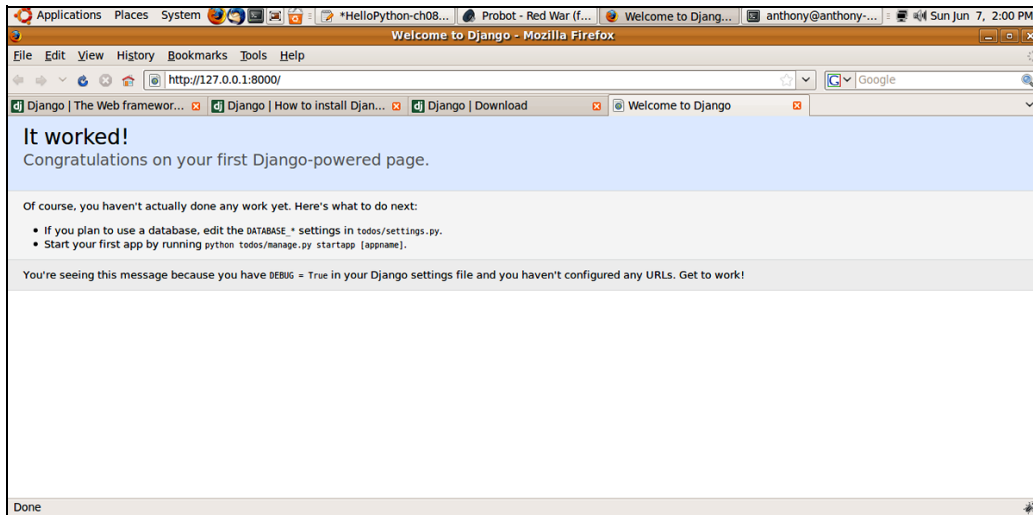 Applications Places System *HelloPython-ch08... Probot - Red War (f... Welcome to Djang... anthony@anthony-... Sun Jun 7, 2:00 PM
Welcome to Django - Mozilla Firefox
File Edit View History Bookmarks Tools Help
http://127.0.0.1:8000/ G Google
dj Django | The Web framewor... dj Django | How to install Djan... dj Django | Download Welcome to Django
It worked!
Congratulations on your first Django-powered page.
Of course, you haven't actually done any work yet. Here's what to do next:
• If you plan to use a database, edit the DATABASE_* settings in todos/settings.py.
• Start your first app by running python todos/manage.py startapp [appname].
You're seeing this message because you have DEBUG = True in your Django settings file and you haven't configured any URLs. Get to work!
Done